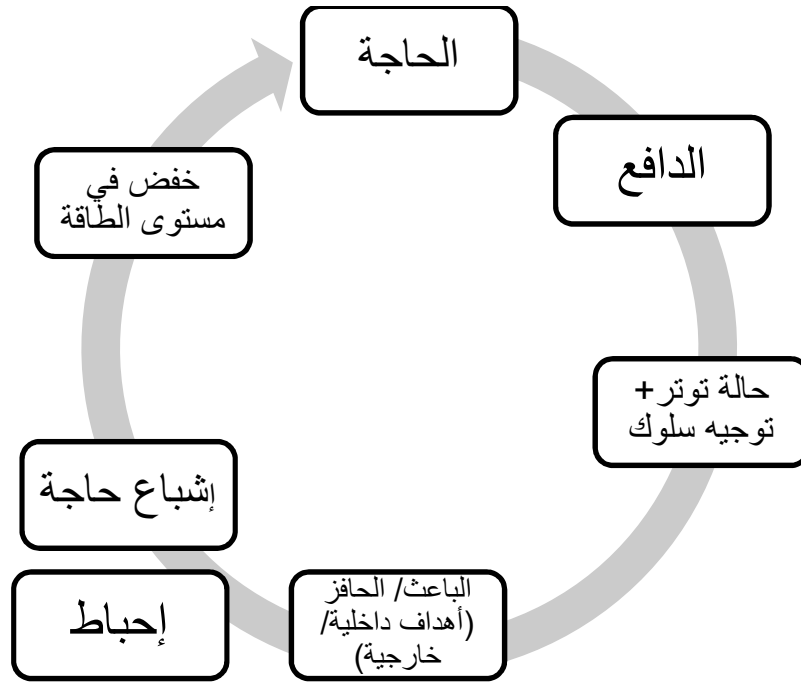 الحاجة
الدافع
حالة توتر+
توجيه سلوك
الباعث/ الحافز
(أهداف داخلية/
خارجية)
إحباط
إشباع حاجة
خفض في
مستوى الطاقة